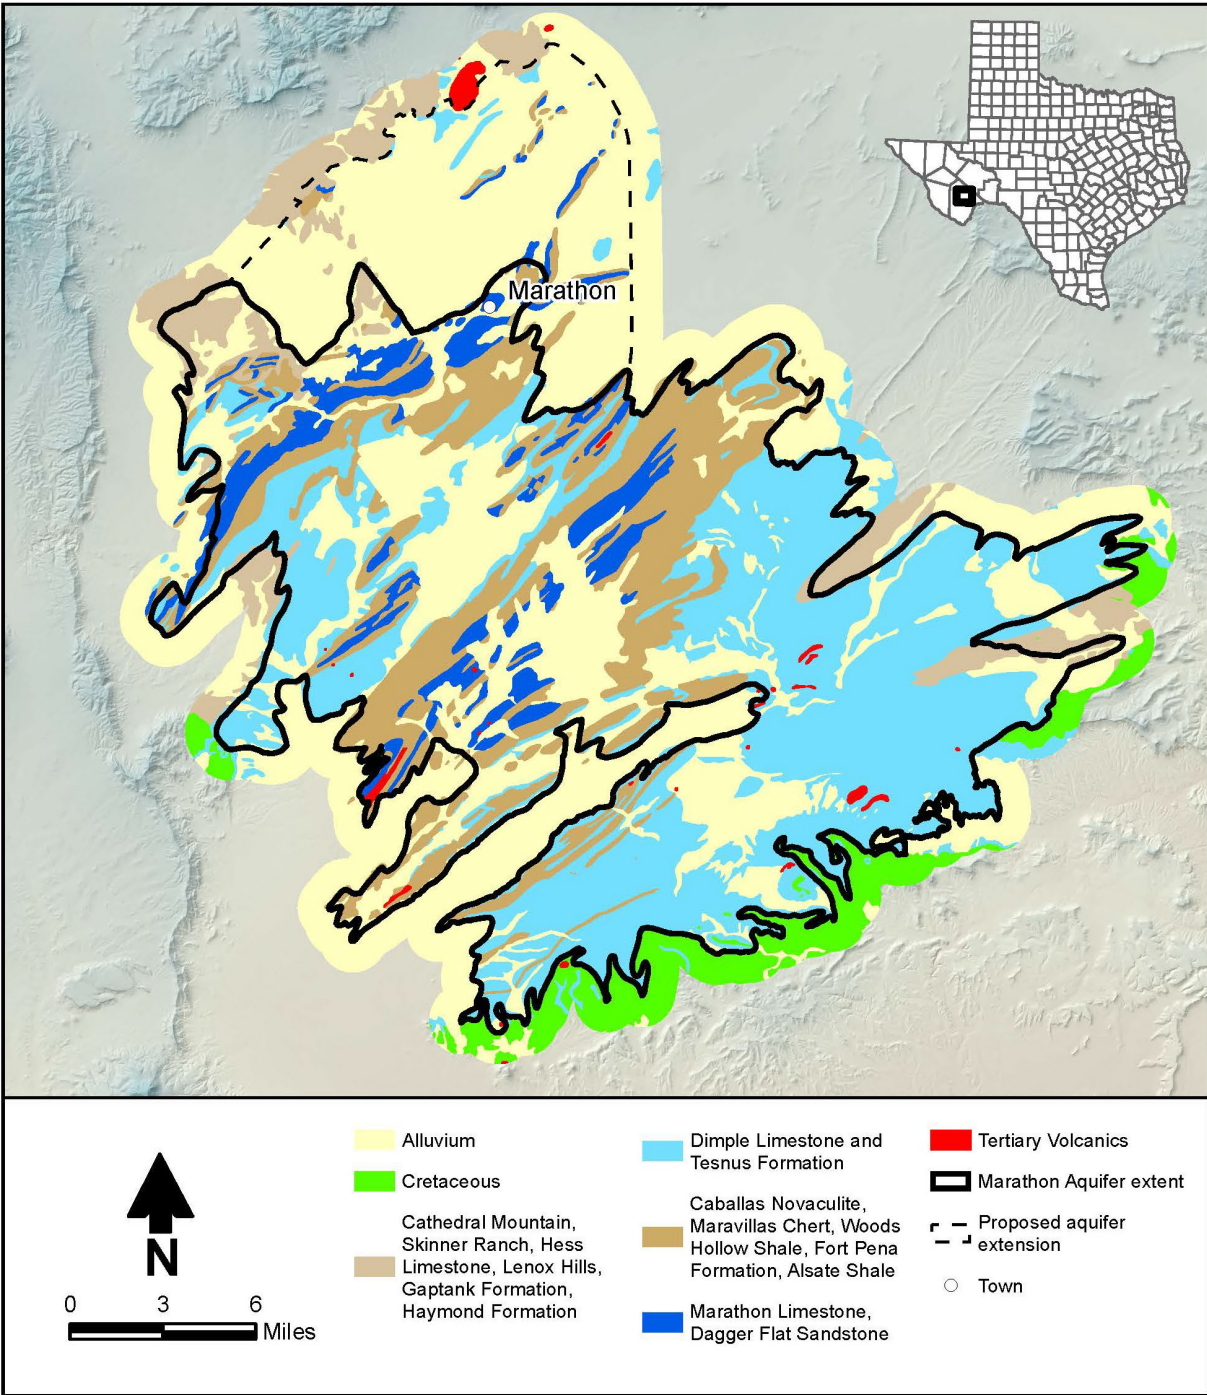 Marathon
N
0 3 6
Miles
Alluvium
Cretaceous
Cathedral Mountain,
Skinner Ranch, Hess
Limestone, Lenox Hills,
Gaptank Formation,
Haymond Formation
Dimple Limestone and
Tesnus Formation
Caballas Novaculite,
Maravillas Chert, Woods
Hollow Shale, Fort Pena
Formation, Alsate Shale
Marathon Limestone,
Dagger Flat Sandstone
Tertiary Volcanics
Marathon Aquifer extent
Proposed aquifer
extension
Town